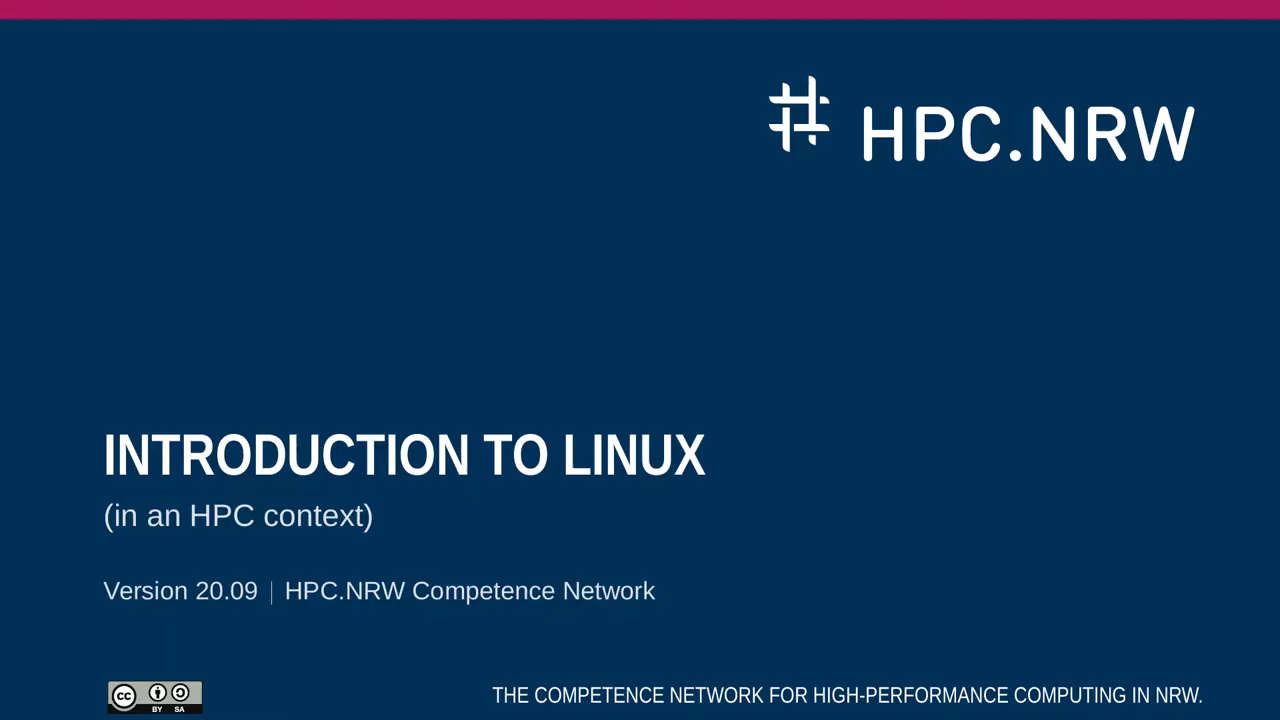 HPC.NRW
INTRODUCTION TO LINUX
(in an HPC context)
Version 20.09 | HPC.NRW Competence Network
cc
BY SA
THE COMPETENCE NETWORK FOR HIGH-PERFORMANCE COMPUTING IN NRW.